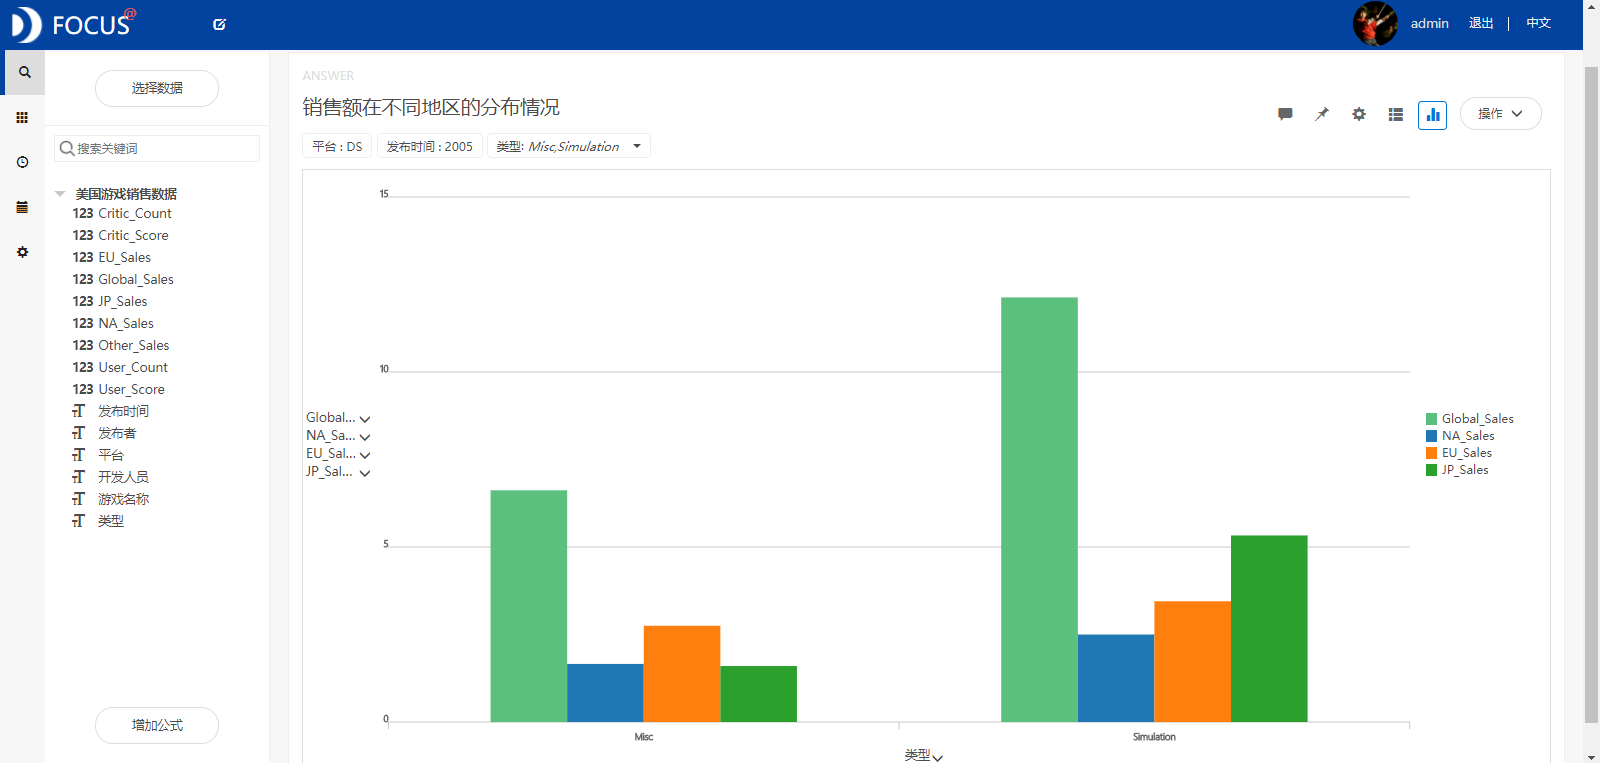 FOCUS@
admin 退出 | 中文
选择数据
搜索关键词
美国游戏销售数据
123 Critic_Count
123 Critic_Score
123 EU_Sales
123 Global_Sales
123 JP_Sales
123 NA_Sales
123 Other_Sales
123 User_Count
123 User_Score
发布时间
发布者
平台
开发人员
游戏名称
类型
增加公式
ANSWER
销售额在不同地区的分布情况
操作
平台 : DS 发布时间 : 2005 类型: Misc,Simulation
15
10
5
0
Global...
NA_Sa...
EU_Sal...
JP_Sal...
Misc Simulation
类型
Global_Sales
NA_Sales
EU_Sales
JP_Sales